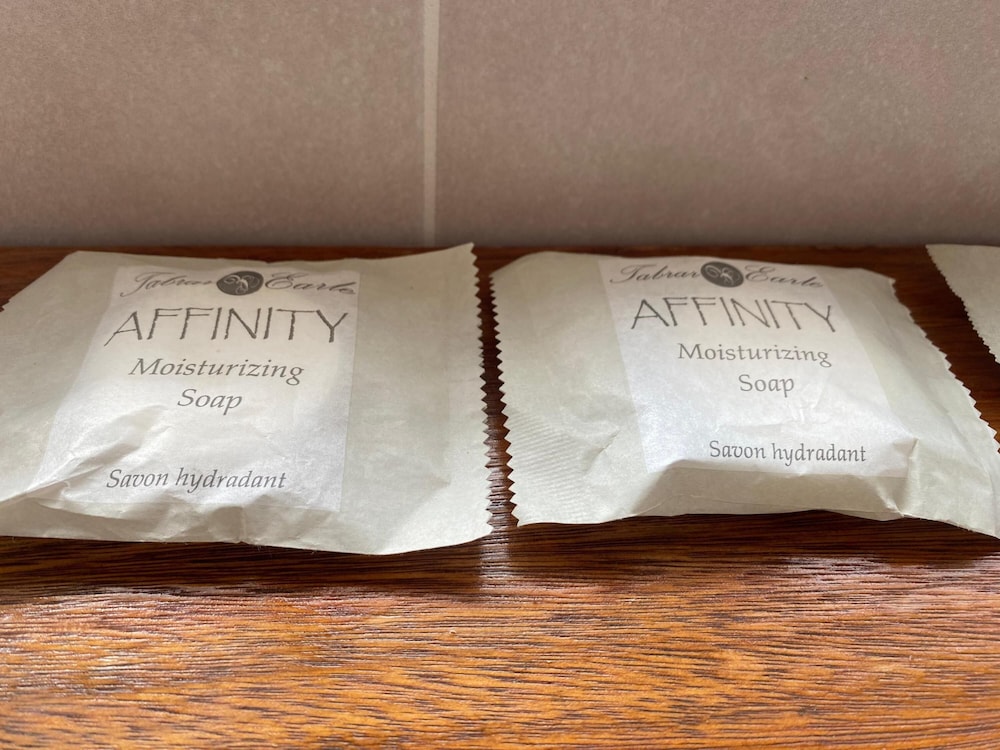 Tabrar Earle
AFFINITY
Moisturizing
Soap
Savon hydradant
Tabrar Earle
AFFINITY
Moisturizing
Soap
Savon hydradant